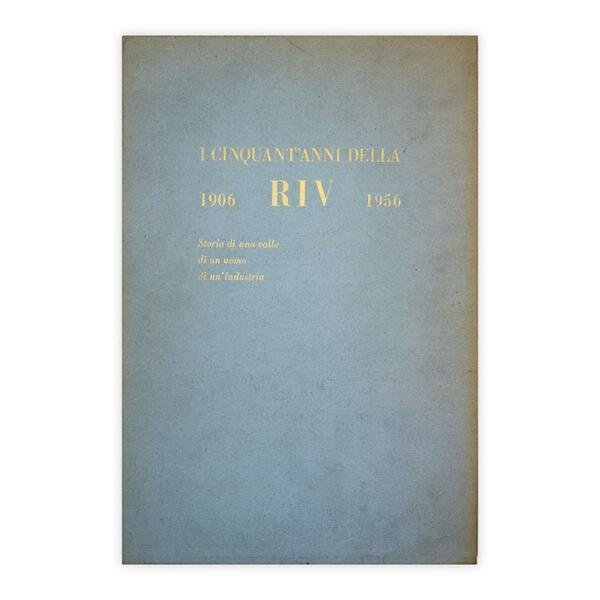 I CINQUANT'ANNI DELLA
1906 RIV 1956
Storia di una valle
di un uomo
di un'industria